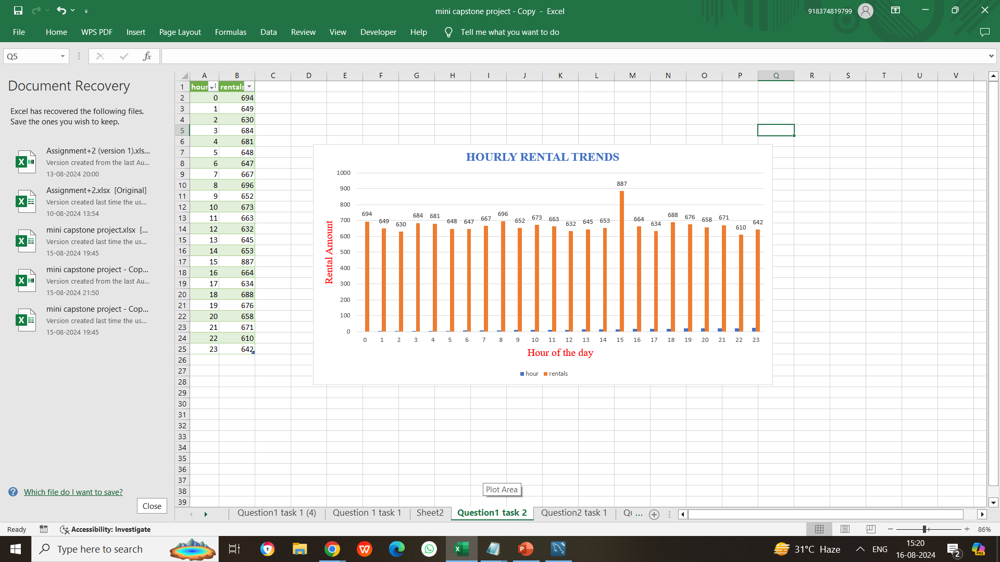 mini capstone project - Copy - Excel
918374819799
File Home WPS PDF Insert Page Layout Formulas Data Review View Developer Help Tell me what you want to do
Q5
fx
Document Recovery
Excel has recovered the following files.
Save the ones you wish to keep.
Assignment+2 (version 1).xls...
Version created from the last Au...
13-08-2024 20:00
Assignment+2.xlsx [Original]
Version created last time the us...
10-08-2024 13:54
mini capstone project.xlsx [...
Version created last time the us...
15-08-2024 19:45
mini capstone project - Cop...
Version created from the last Au...
15-08-2024 21:50
mini capstone project - Cop...
Version created last time the us...
15-08-2024 19:45
Which file do I want to save?
Close
A B C D E F G H I J K L M N O P Q R S T U V
1 hour rentals
2 0 694
3 1 649
4 2 630
5 3 684
6 4 681
7 5 648
8 6 647
9 7 667
10 8 696
11 9 652
12 10 673
13 11 663
14 12 632
15 13 645
16 14 653
17 15 887
18 16 664
19 17 634
20 18 688
21 19 676
22 20 658
23 21 671
24 22 610
25 23 642
26
27
28
29
30
31
32
33
34
35
36
37
38
39
HOURLY RENTAL TRENDS
Rental Amount
1000
900
800
700
600
500
400
300
200
100
0
694 649 630 684 681 648 647 667 696 652 673 663 632 645 653 887 664 634 688 676 658 671 610 642
0 1 2 3 4 5 6 7 8 9 10 11 12 13 14 15 16 17 18 19 20 21 22 23
Hour of the day
hour rentals
Plot Area
Question1 task 1 (4) Question 1 task 1 Sheet2 Question1 task 2 Question2 task 1 Qu ...
Ready Accessibility: Investigate 86%
Type here to search
31°C Haze ENG
15:20
16-08-2024
2
PRE